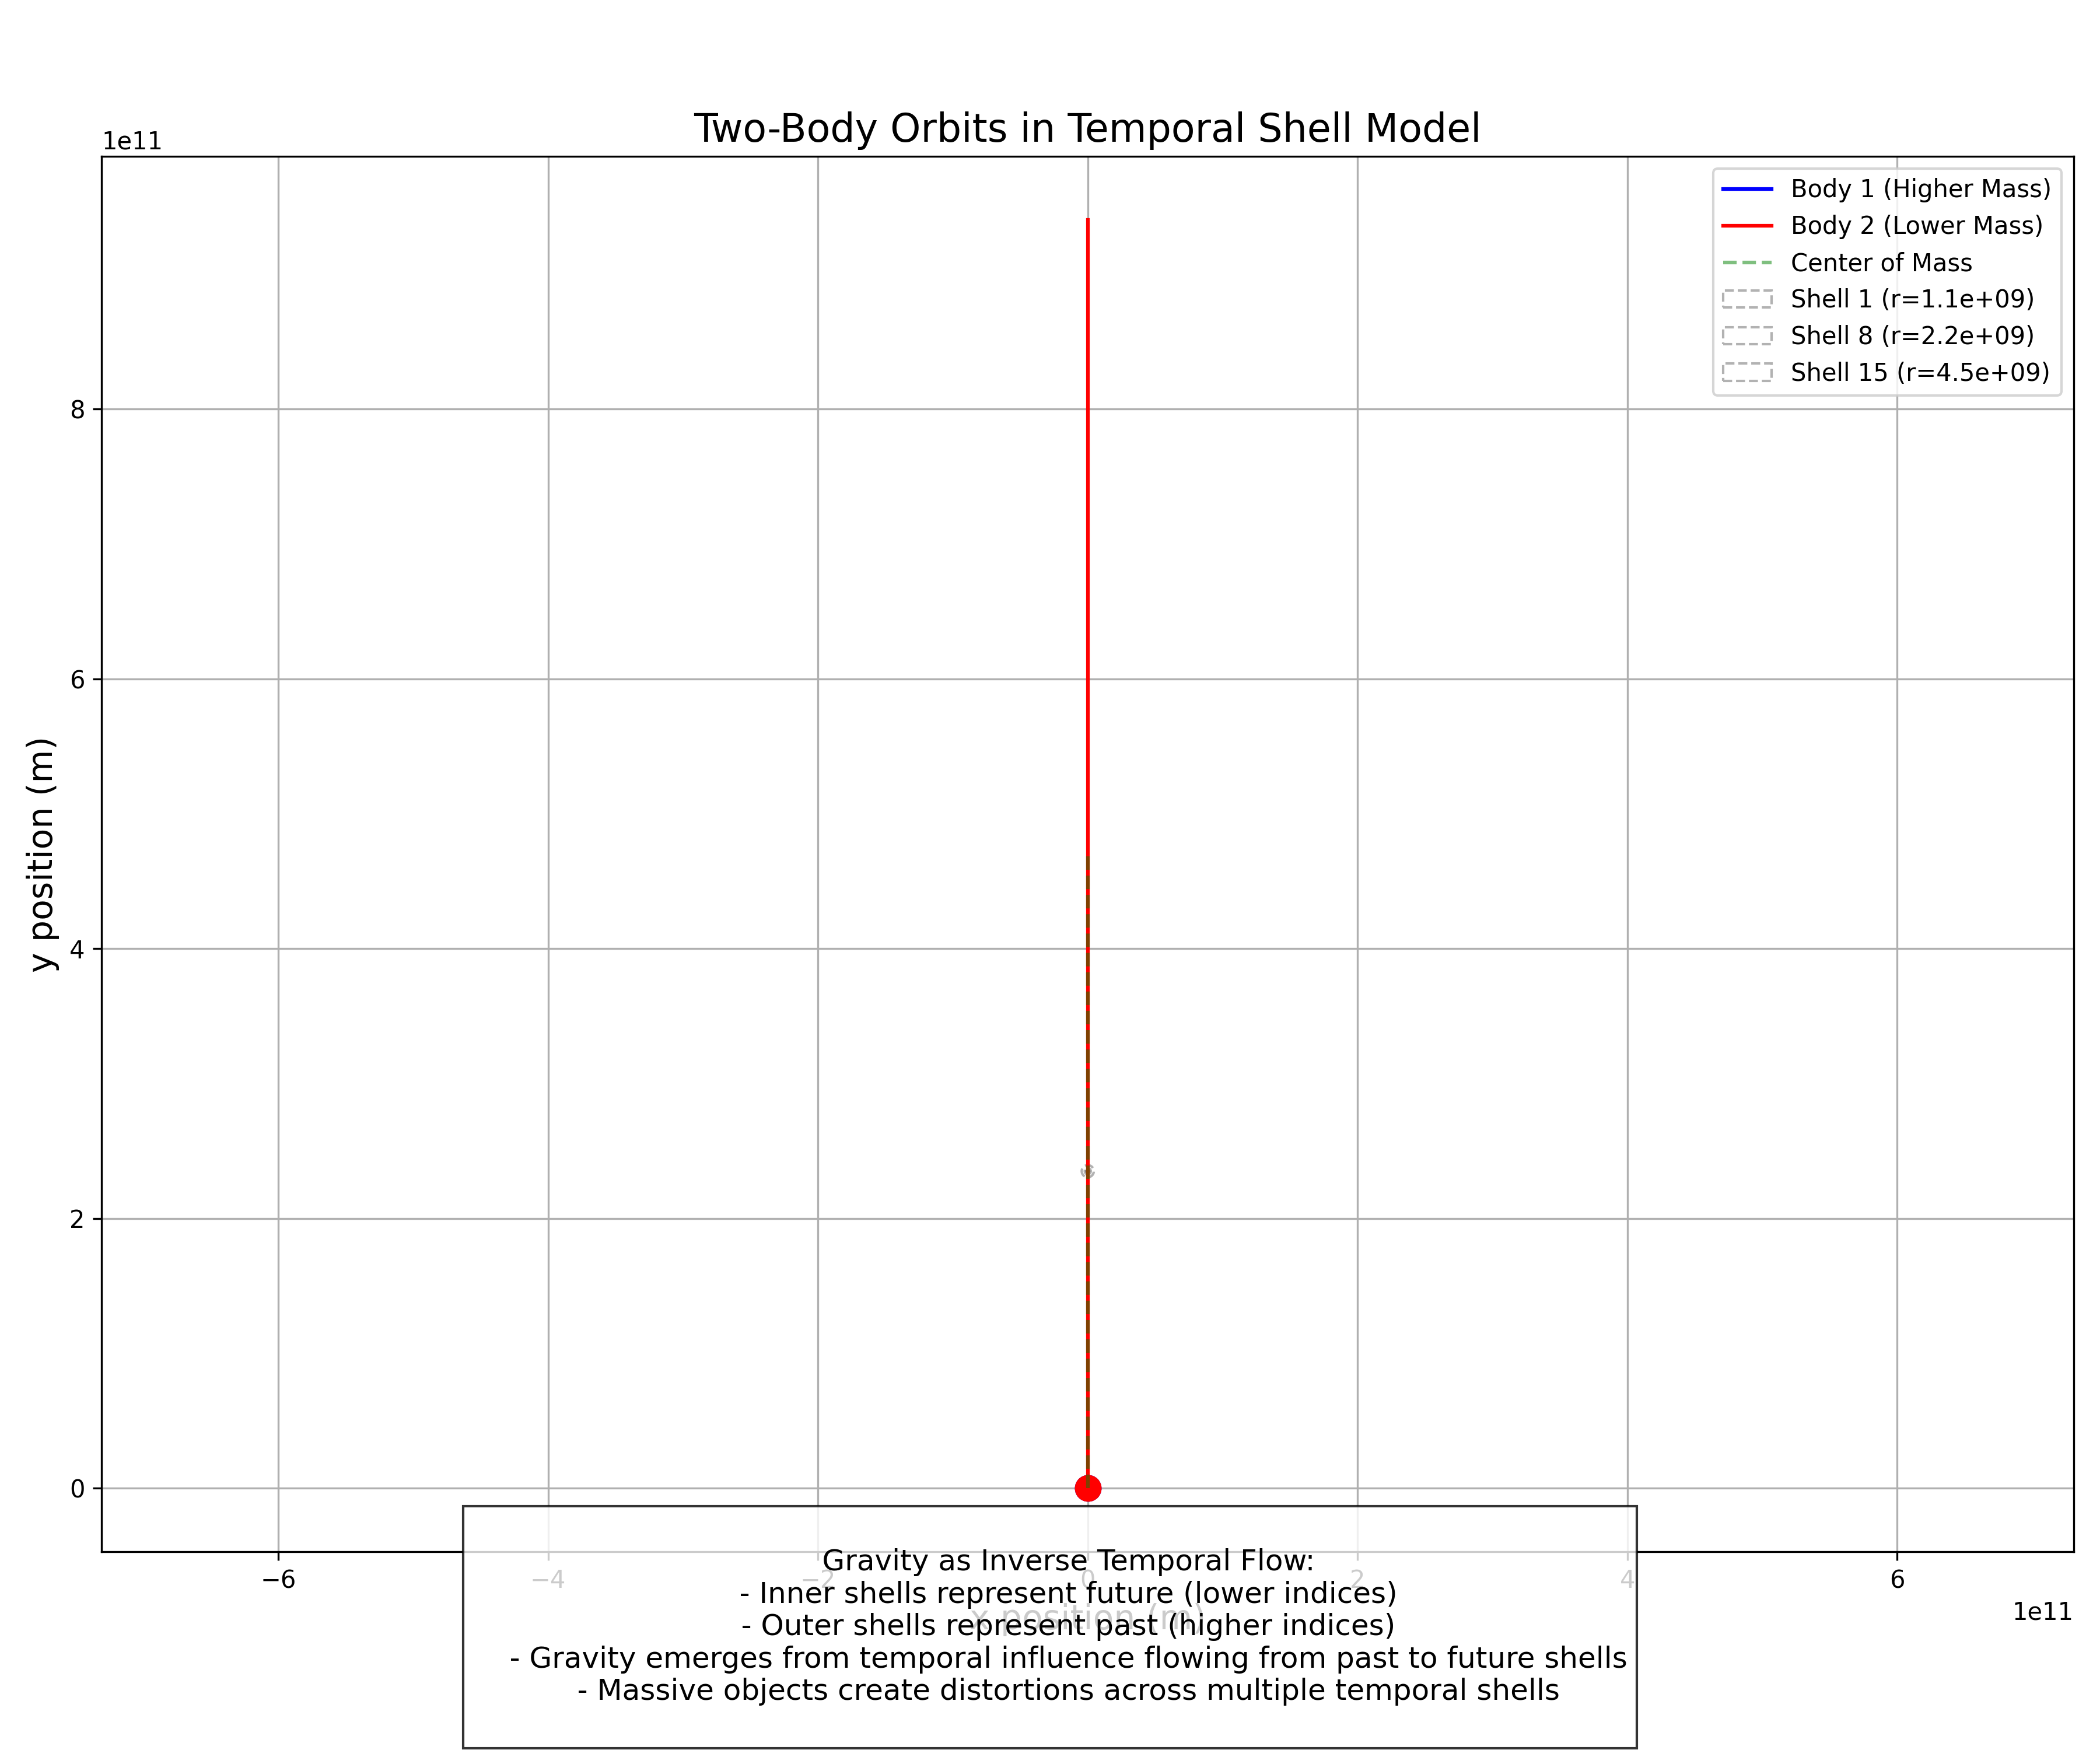 Two-Body Orbits in Temporal Shell Model
1e11
Body 1 (Higher Mass)
Body 2 (Lower Mass)
Center of Mass
Shell 1 (r=1.1e+09)
Shell 8 (r=2.2e+09)
Shell 15 (r=4.5e+09)
y position (m)
8
6
4
2
0
−6
−4
−2
0
2
4
6
x position (m)
1e11
Gravity as Inverse Temporal Flow:
- Inner shells represent future (lower indices)
- Outer shells represent past (higher indices)
- Gravity emerges from temporal influence flowing from past to future shells
- Massive objects create distortions across multiple temporal shells